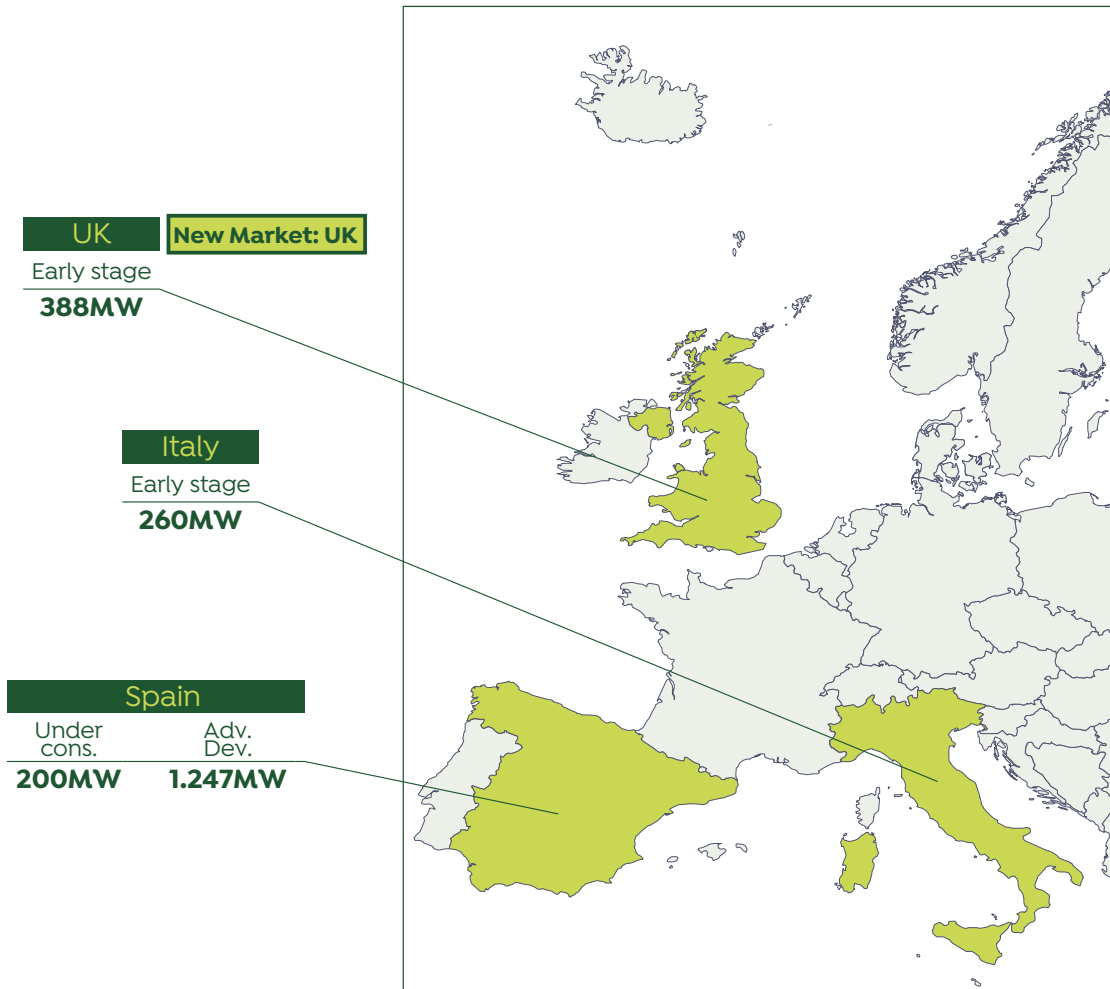 UK
New Market: UK
Early stage
388MW
Italy
Early stage
260MW
Spain
Under
cons.
200MW
Adv.
Dev.
1.247MW